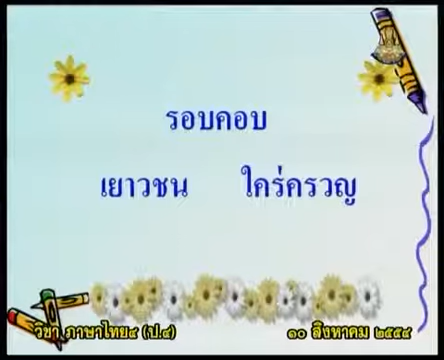 รอบคอบ
เยาวชน ใคร่ครวญ
วิชา ภาษาไทย๔ (ป.๔) ๑๐ สิงหาคม ๒๕๕๔